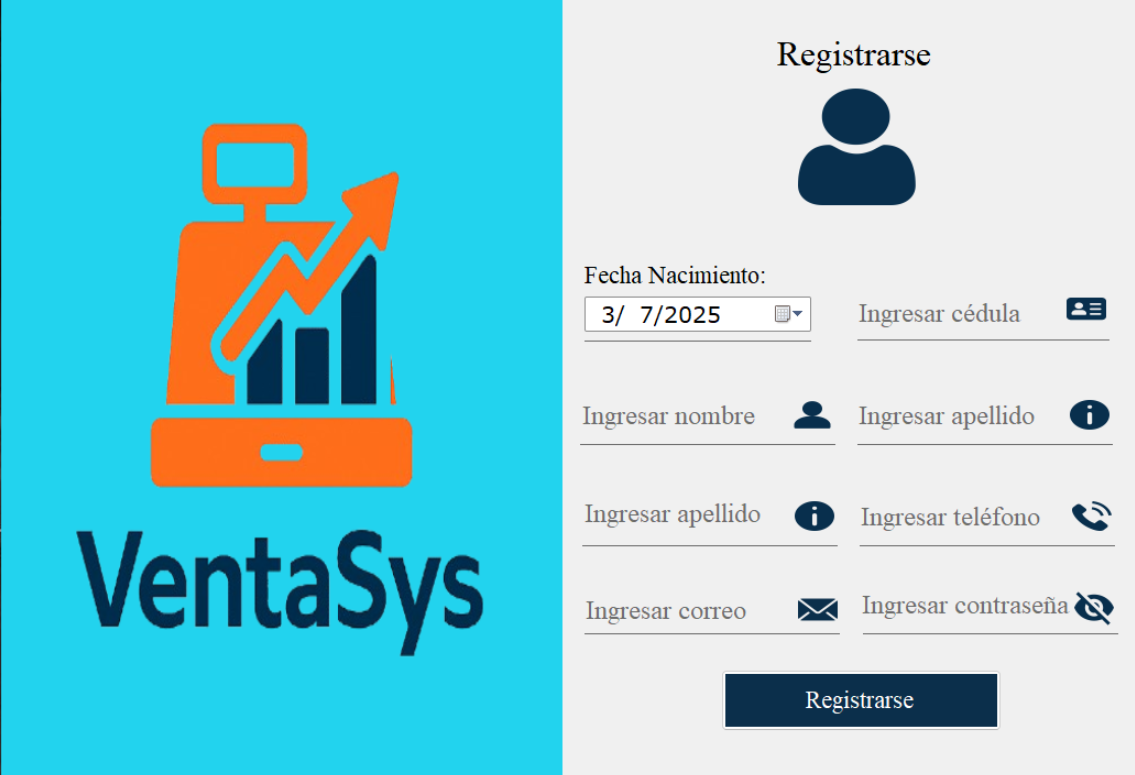 VentaSys
Registrarse
Fecha Nacimiento:
3/ 7/2025
Ingresar cédula
Ingresar nombre
Ingresar apellido
Ingresar apellido
Ingresar teléfono
Ingresar correo
Ingresar contraseña
Registrarse